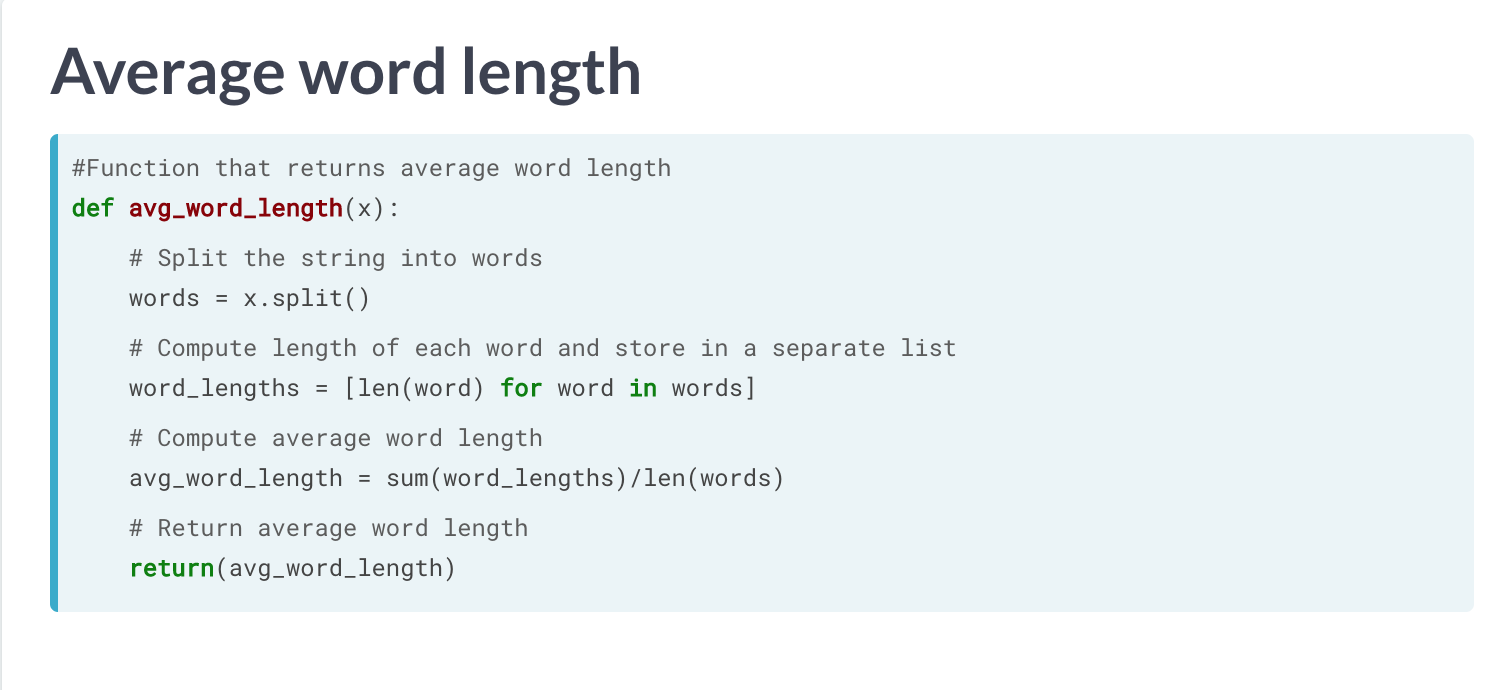 Average word length
#Function that returns average word length
def avg_word_length(x):
    # Split the string into words
    words = x.split()
    # Compute length of each word and store in a separate list
    word_lengths = [len(word) for word in words]
    # Compute average word length
    avg_word_length = sum(word_lengths)/len(words)
    # Return average word length
    return(avg_word_length)